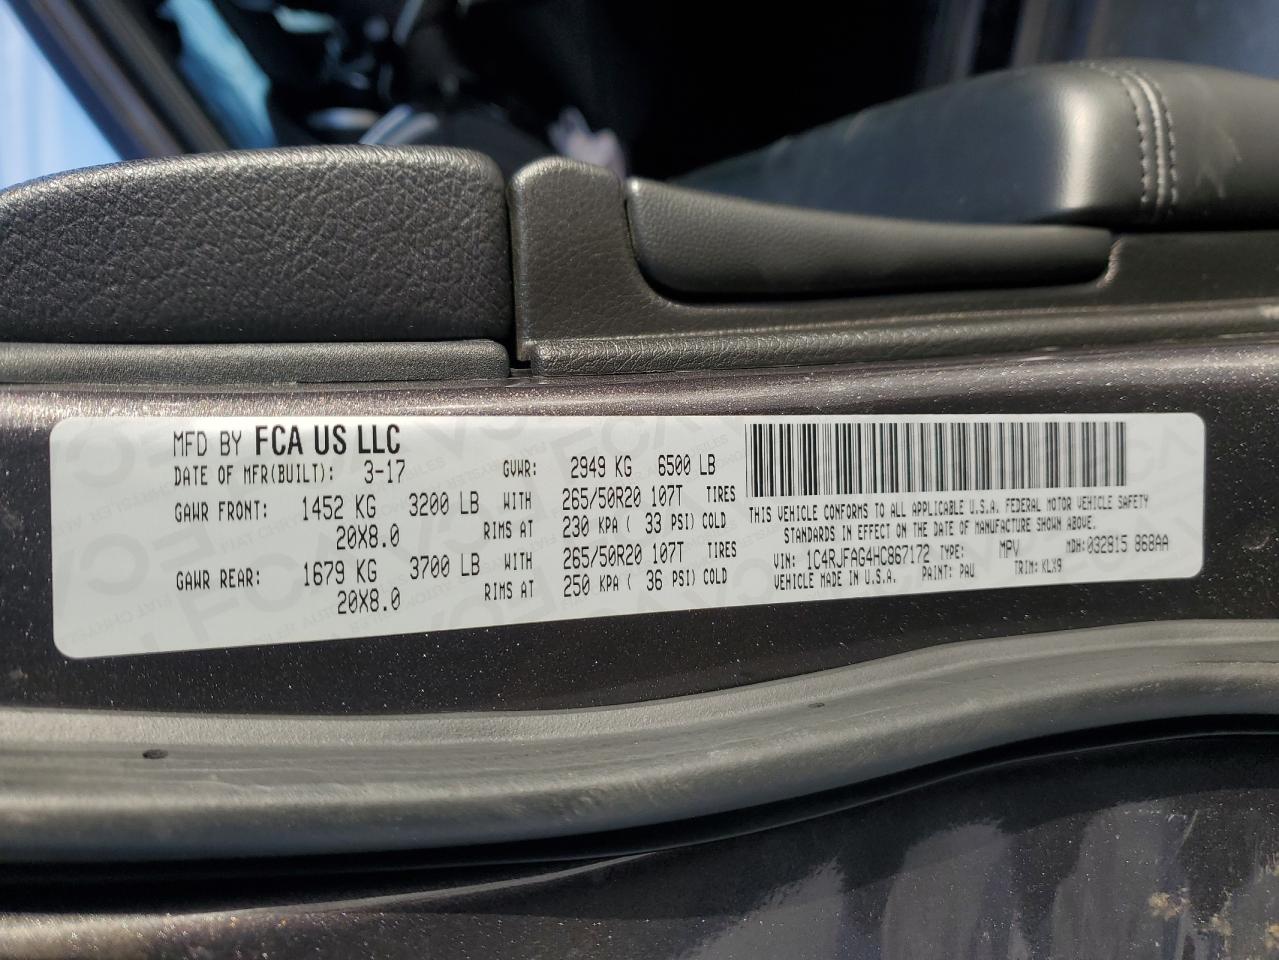 MFD BY FCA US LLC
DATE OF MFR(BUILT): 3-17 GVWR: 2949 KG 6500 LB
GAWR FRONT: 1452 KG 3200 LB WITH 265/50R20 107T TIRES
20X8.0 RIMS AT 230 KPA ( 33 PSI) COLD
GAWR REAR: 1679 KG 3700 LB WITH 265/50R20 107T TIRES
20X8.0 RIMS AT 250 KPA ( 36 PSI) COLD
THIS VEHICLE CONFORMS TO ALL APPLICABLE U.S.A. FEDERAL MOTOR VEHICLE SAFETY
STANDARDS IN EFFECT ON THE DATE OF MANUFACTURE SHOWN ABOVE.
VIN: 1C4RJFAG4HC867172 TYPE: MPV MDH: 032815 868AA
VEHICLE MADE IN U.S.A. PAINT: PAU TRIM: KLX9